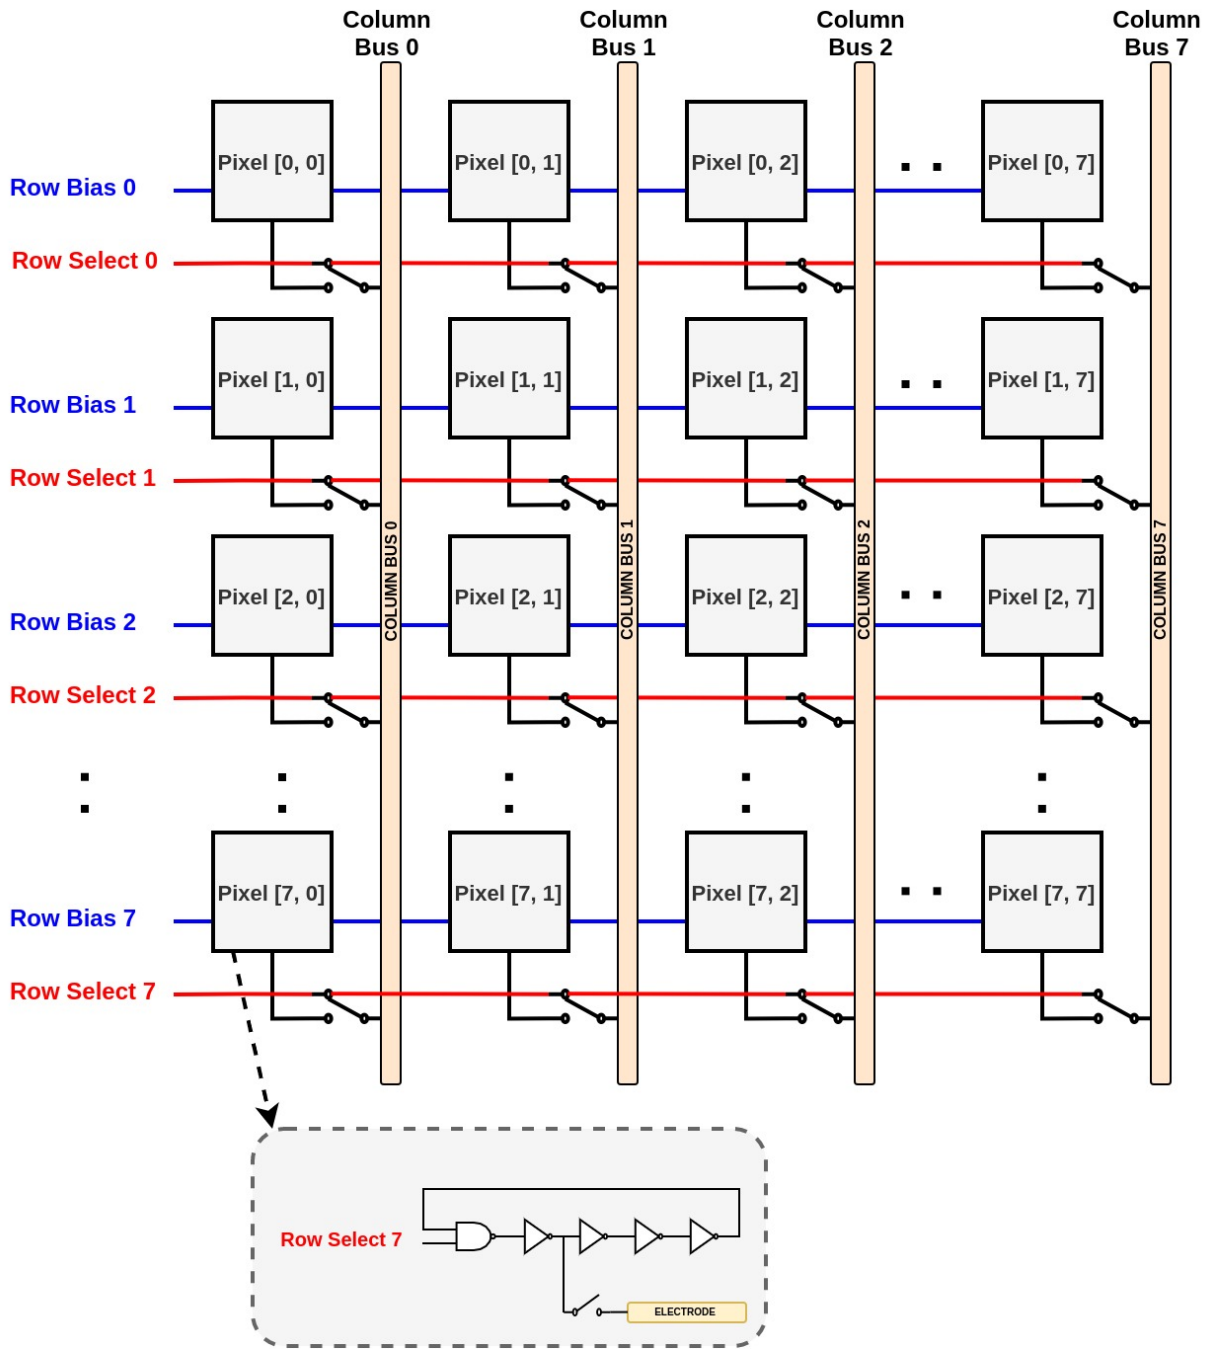 Column Bus 0
Column Bus 1
Column Bus 2
Column Bus 7
Pixel [0, 0]
Pixel [0, 1]
Pixel [0, 2]
Pixel [0, 7]
Row Bias 0
Row Select 0
Pixel [1, 0]
Pixel [1, 1]
Pixel [1, 2]
Pixel [1, 7]
Row Bias 1
Row Select 1
COLUMN BUS 0
COLUMN BUS 1
COLUMN BUS 2
COLUMN BUS 7
Pixel [2, 0]
Pixel [2, 1]
Pixel [2, 2]
Pixel [2, 7]
Row Bias 2
Row Select 2
Pixel [7, 0]
Pixel [7, 1]
Pixel [7, 2]
Pixel [7, 7]
Row Bias 7
Row Select 7
Row Select 7
ELECTRODE